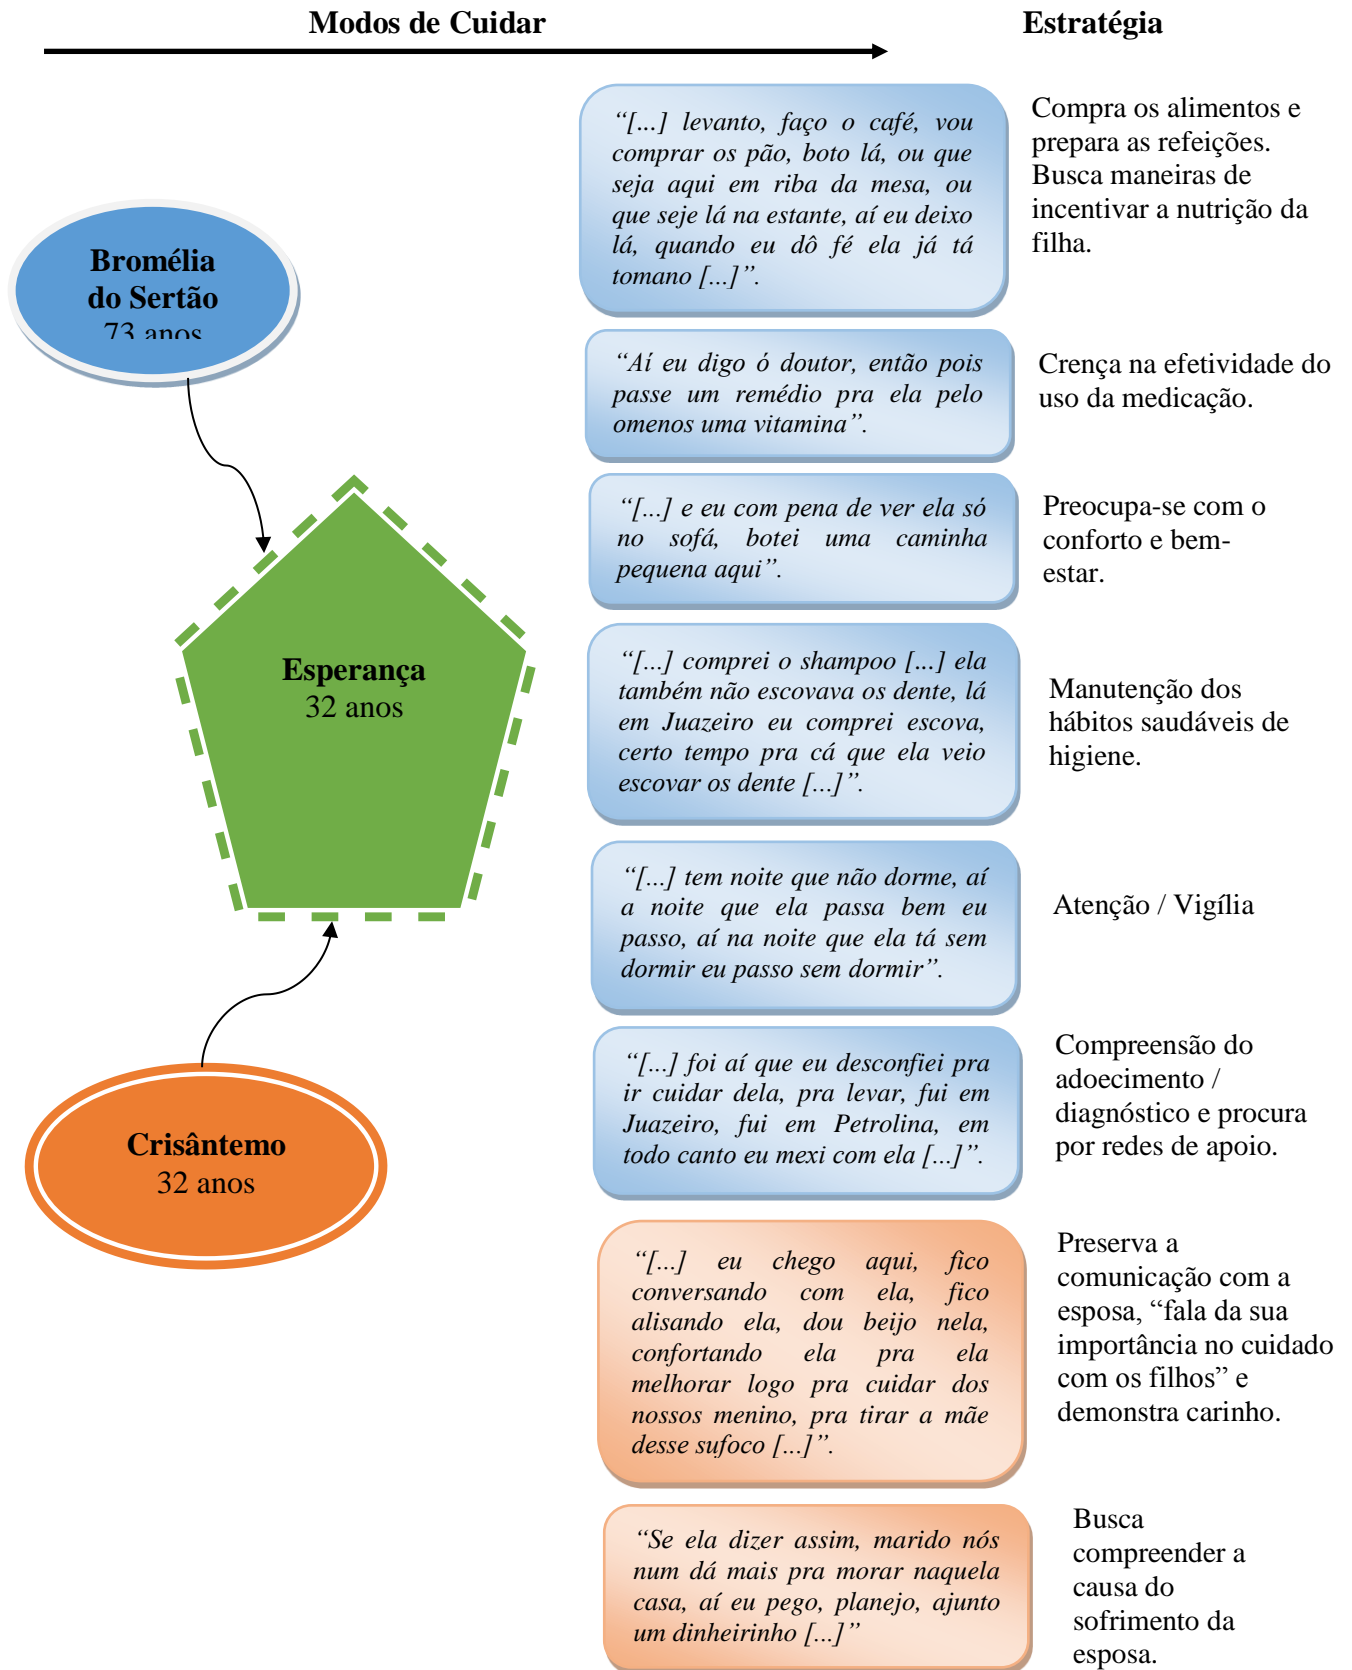 Modos de Cuidar
Estratégia
“[...] levanto, faço o café, vou
comprar os pão, boto lá, ou que
seja aqui em riba da mesa, ou
que seje lá na estante, aí eu deixo
lá, quando eu dô fé ela já tá
tomano [...]”.
Compra os alimentos e
prepara as refeições.
Busca maneiras de
incentivar a nutrição da
filha.
Bromélia
do Sertão
73 anos
“Aí eu digo ó doutor, então pois
passe um remédio pra ela pelo
omenos uma vitamina”.
Crença na efetividade do
uso da medicação.
“[...] e eu com pena de ver ela só
no sofá, botei uma caminha
pequena aqui”.
Preocupa-se com o
conforto e bem-
estar.
Esperança
32 anos
“[...] comprei o shampoo [...] ela
também não escovava os dente, lá
em Juazeiro eu comprei escova,
certo tempo pra cá que ela veio
escovar os dente [...]”.
Manutenção dos
hábitos saudáveis de
higiene.
“[...] tem noite que não dorme, aí
a noite que ela passa bem eu
passo, aí na noite que ela tá sem
dormir eu passo sem dormir”.
Atenção / Vigília
“[...] foi aí que eu desconfiei pra
ir cuidar dela, pra levar, fui em
Juazeiro, fui em Petrolina, em
todo canto eu mexi com ela [...]”.
Compreensão do
adoecimento /
diagnóstico e procura
por redes de apoio.
Crisântemo
32 anos
“[...] eu chego aqui, fico
conversando com ela, fico
alisando ela, dou beijo nela,
confortando ela pra ela
melhorar logo pra cuidar dos
nossos menino, pra tirar a mãe
desse sufoco [...]”.
Preserva a
comunicação com a
esposa, “fala da sua
importância no cuidado
com os filhos” e
demonstra carinho.
“Se ela dizer assim, marido nós
num dá mais pra morar naquela
casa, aí eu pego, planejo, ajunto
um dinheirinho [...]”
Busca
compreender a
causa do
sofrimento da
esposa.